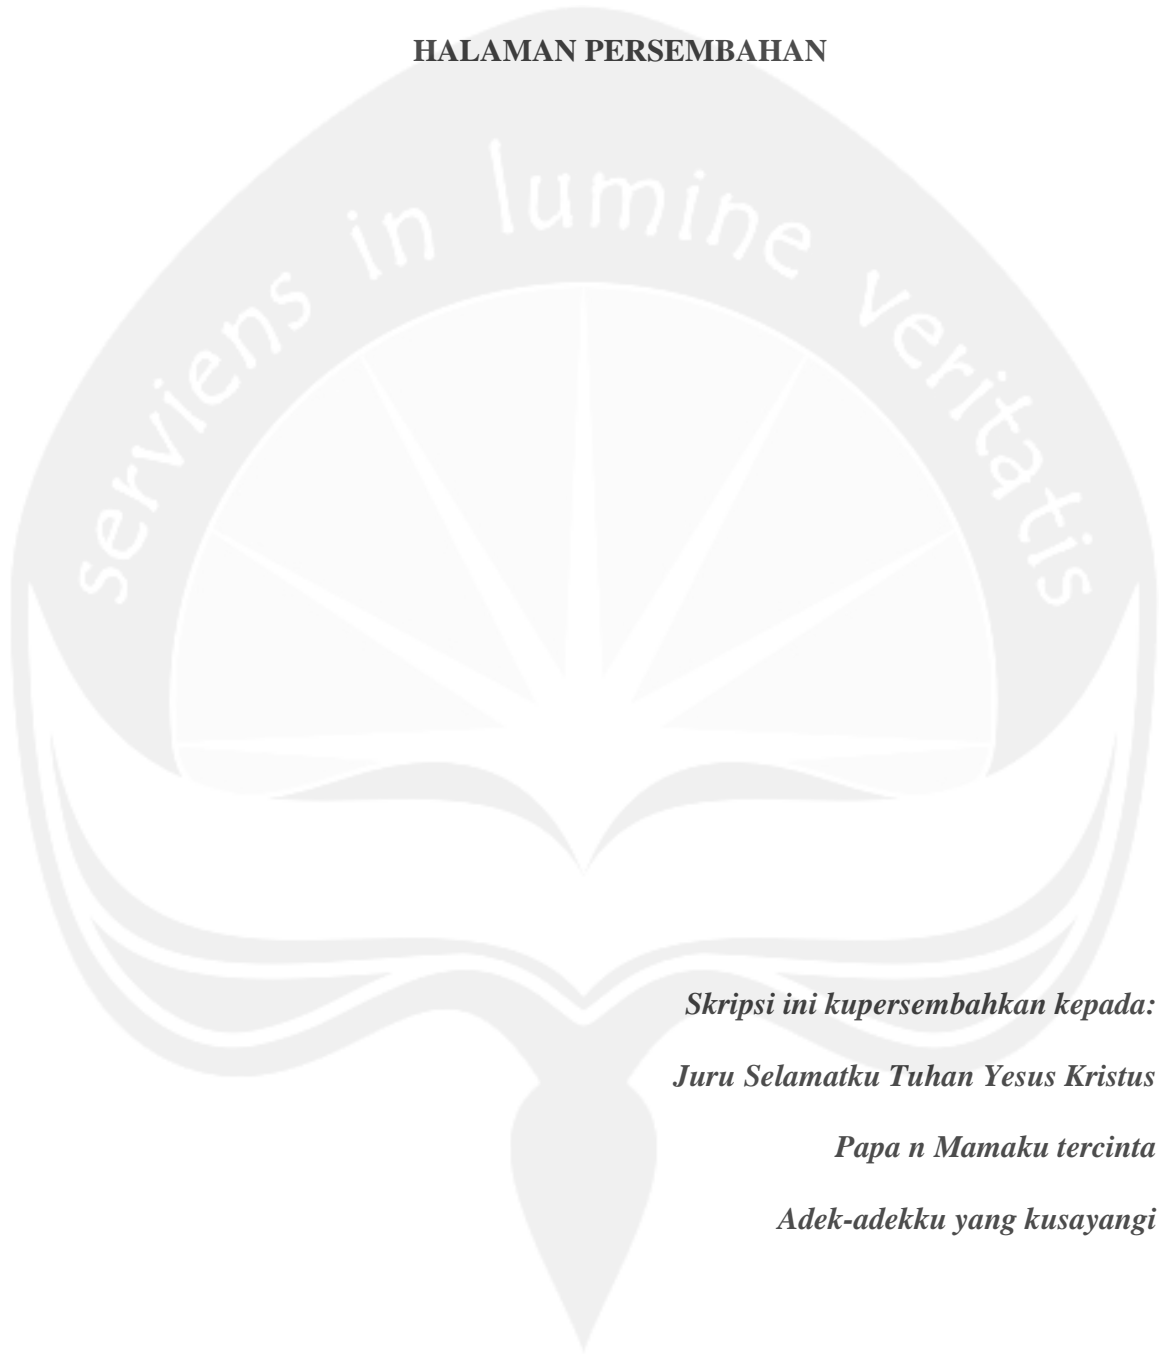 HALAMAN PERSEMBAHAN
serviens in lumine veritatis
Skripsi ini kupersembahkan kepada:
Juru Selamatku Tuhan Yesus Kristus
Papa n Mamaku tercinta
Adek-adekku yang kusayangi